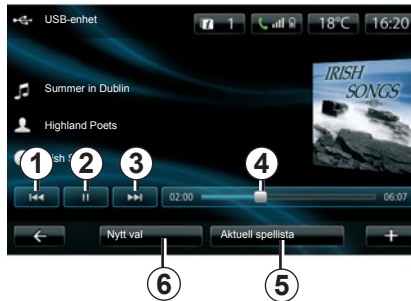 USB-enhet
1
18°C
16:20
IRISH
SONGS
Summer in Dublin
Highland Poets
1
2
3
4
02:00
06:07
Nytt val
Aktuell spellista
6
5